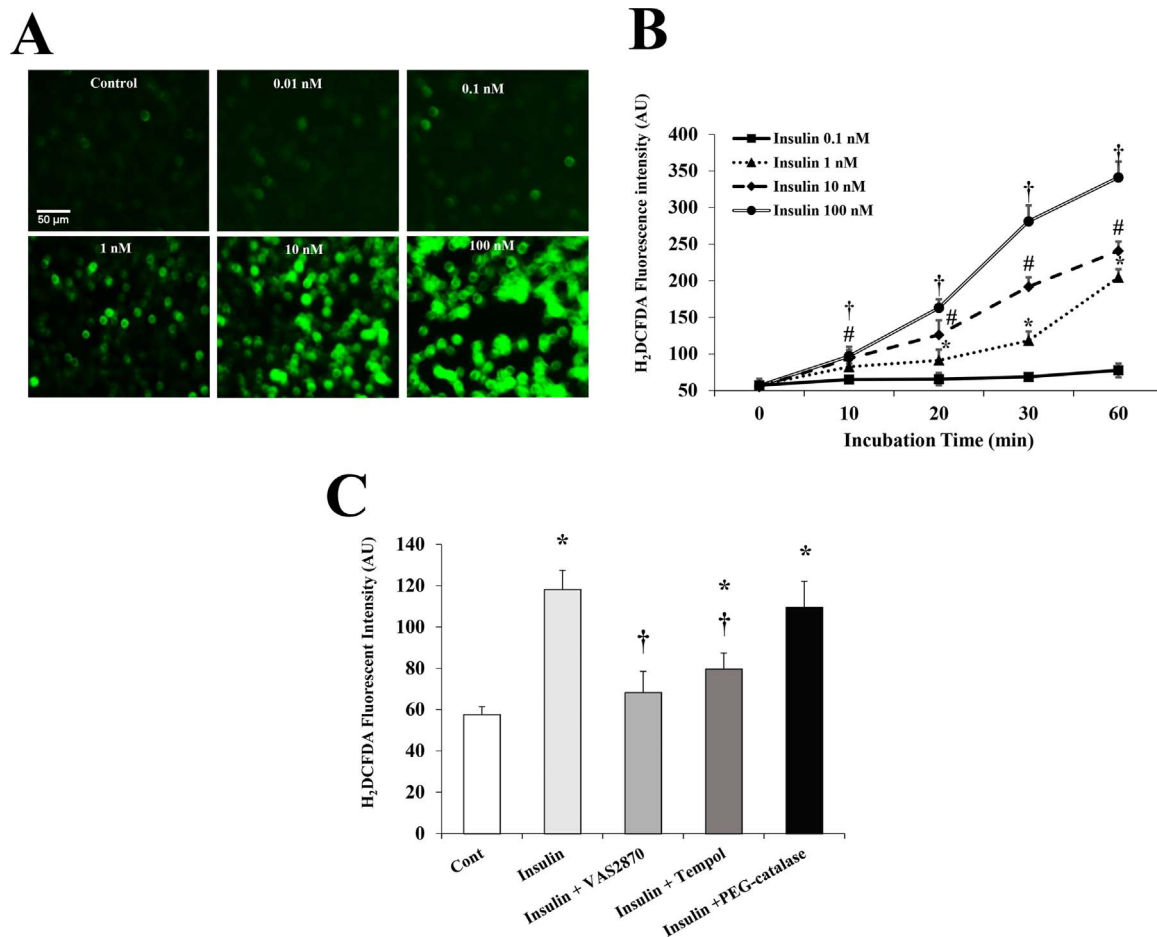 A
Control
0.01 nM
0.1 nM
50 µm
1 nM
10 nM
100 nM
B
H₂DCFDA Fluorescence intensity (AU)
400
350
300
250
200
150
100
50
Insulin 0.1 nM
Insulin 1 nM
Insulin 10 nM
Insulin 100 nM
†
#
†
#
*
†
#
*
†
#
*
0 10 20 30 60
Incubation Time (min)
C
H₂DCFDA Fluorescent Intensity (AU)
140
120
100
80
60
40
20
0
*
†
*
†
*
Cont
Insulin
Insulin + VAS2870
Insulin + Tempol
Insulin +PEG-catalase